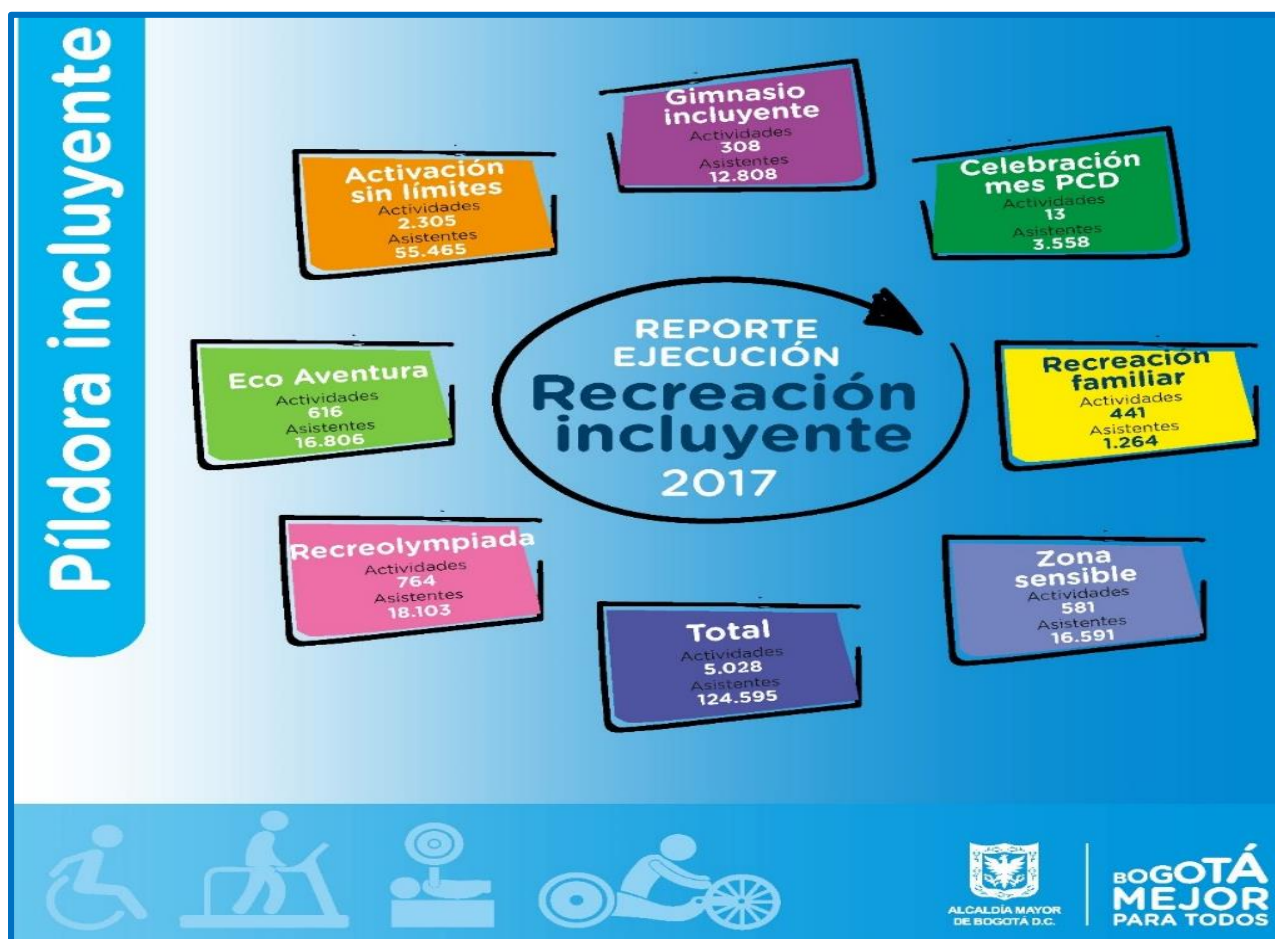 Píldora incluyente
Gimnasio
incluyente
Actividades
308
Asistentes
12.808
Activación
sin límites
Actividades
2.305
Asistentes
55.465
Celebración
mes PCD
Actividades
13
Asistentes
3.558
REPORTE
EJECUCIÓN
Recreación
incluyente
2017
Eco Aventura
Actividades
616
Asistentes
16.806
Recreación
familiar
Actividades
441
Asistentes
1.264
Recreolympiada
Actividades
764
Asistentes
18.103
Zona
sensible
Actividades
581
Asistentes
16.591
Total
Actividades
5.028
Asistentes
124.595
ALCALDÍA MAYOR
DE BOGOTÁ D.C.
BOGOTÁ
MEJOR
PARA TODOS